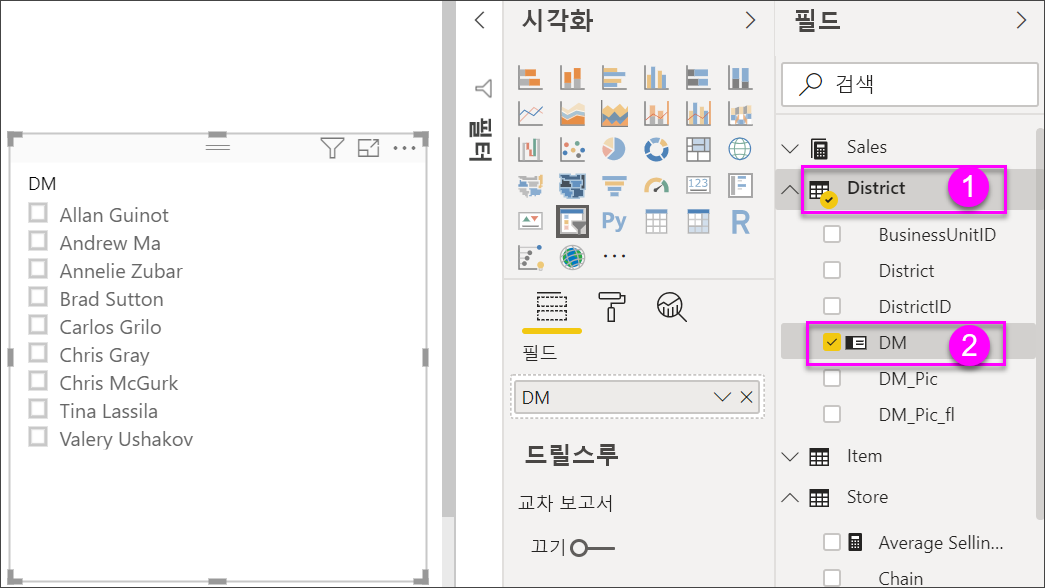 DM
Allan Guinot
Andrew Ma
Annelie Zubar
Brad Sutton
Carlos Grilo
Chris Gray
Chris McGurk
Tina Lassila
Valery Ushakov
필터
시각화
123
Py
R
필드
DM
드릴스루
교차 보고서
끄기
필드
검색
Sales
District
1
BusinessUnitID
District
DistrictID
DM
2
DM_Pic
DM_Pic_fl
Item
Store
Average Sellin...
Chain